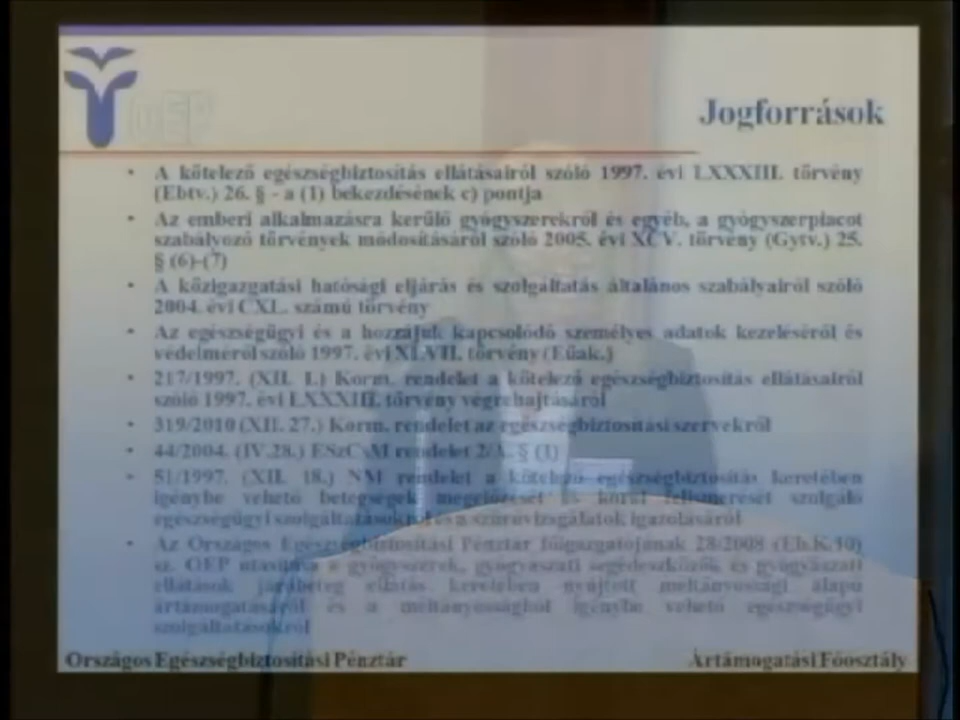 OEP
Jogforrások
• A kötelező egészségbiztosítás ellátásairól szóló 1997. évi LXXXIII. törvény
(Ebtv.) 26. § - a (1) bekezdésének c) pontja
• Az emberi alkalmazásra kerülő gyógyszerekről és egyéb, a gyógyszerpiacot
szabályozó törvények módosításáról szóló 2005. évi XCV. törvény (Gytv.) 25.
§ (6)-(7)
• A közigazgatási hatósági eljárás és szolgáltatás általános szabályairól szóló
2004. évi CXL. számú törvény
• Az egészségügyi és a hozzájuk kapcsolódó személyes adatok kezeléséről és
védelméről szóló 1997. évi XLVII. törvény (Eüak.)
• 217/1997. (XII. 1.) Korm. rendelet a kötelező egészségbiztosítás ellátásairól
szóló 1997. évi LXXXIII. törvény végrehajtásáról
• 319/2010 (XII. 27.) Korm. rendelet az egészségbiztosítási szervekről
• 44/2004. (IV.28.) ESzCsM rendelet 2/A. § (1)
• 51/1997. (XII. 18.) NM rendelet a kötelező egészségbiztosítás keretében
igénybe vehető betegségek megelőzését és korai felismerését szolgáló
egészségügyi szolgáltatásokról és a szűrővizsgálatok igazolásáról
• Az Országos Egészségbiztosítási Pénztár főigazgatójának 28/2008 (Eb.K.10)
sz. OEP utasítása a gyógyszerek, gyógyászati segédeszközök és gyógyászati
ellátások járóbeteg ellátás keretében nyújtott méltányossági alapú
ártámogatásáról és a méltányosságból igénybe vehető egészségügyi
szolgáltatásokról
Országos Egészségbiztosítási Pénztár
Ártámogatási Főosztály